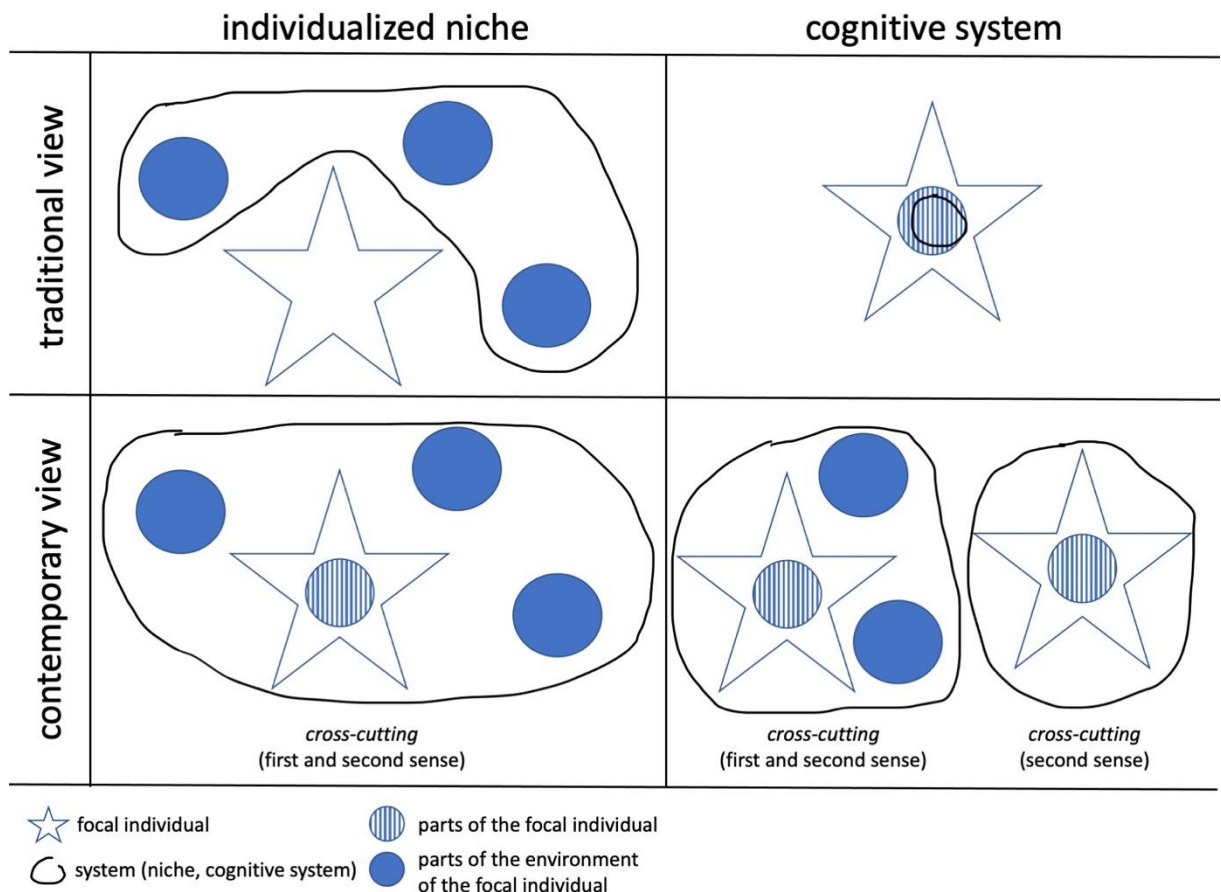 individualized niche
cognitive system
traditional view
contemporary view
cross-cutting
(first and second sense)
cross-cutting
(first and second sense)
cross-cutting
(second sense)
focal individual
parts of the focal individual
system (niche, cognitive system)
parts of the environment
of the focal individual